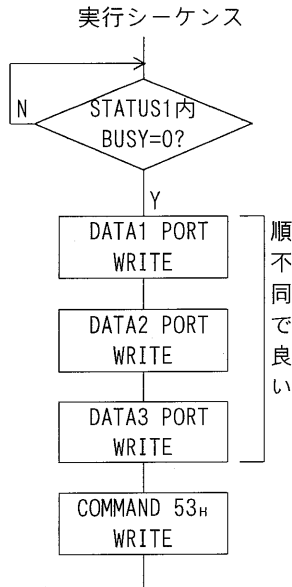 実行シーケンス
N
STATUS1内
BUSY=0?
Y
DATA1 PORT
WRITE
DATA2 PORT
WRITE
DATA3 PORT
WRITE
順不同で良い
COMMAND 53H
WRITE